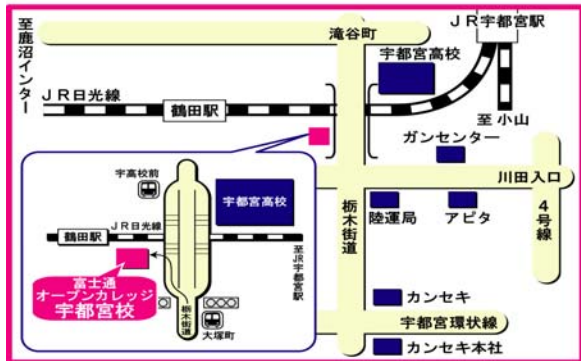 至鹿沼インター
滝谷町
JR宇都宮駅
宇都宮高校
JR日光線
鶴田駅
至小山
ガンセンター
川田入口
陸運局
アピタ
栃木街道
4号線
カンセキ
宇都宮環状線
カンセキ本社
宇高校前
宇都宮高校
JR日光線
鶴田駅
至JR宇都宮駅
富士通
オープンカレッジ
宇都宮校
栃木街道
大塚町